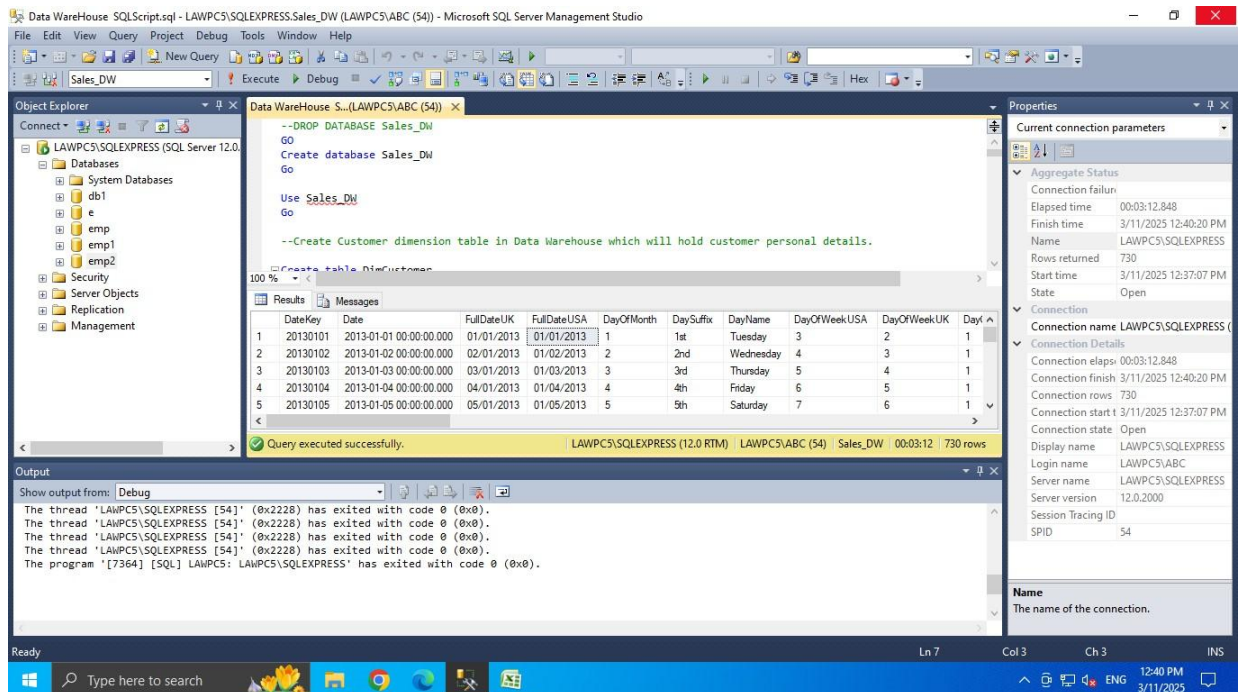 Data WareHouse SQLScript.sql - LAWPC5\SQLEXPRESS.Sales_DW (LAWPC5\ABC (54)) - Microsoft SQL Server Management Studio
File Edit View Query Project Debug Tools Window Help
New Query
Sales_DW Execute Debug Hex
Object Explorer
Connect
LAWPC5\SQLEXPRESS (SQL Server 12.0.
Databases
System Databases
db1
e
emp
emp1
emp2
Security
Server Objects
Replication
Management
Data WareHouse S...(LAWPC5\ABC (54))
--DROP DATABASE Sales_DW
GO
Create database Sales_DW
Go
Use Sales_DW
Go
--Create Customer dimension table in Data Warehouse which will hold customer personal details.
Create table DimCustomer
100 %
Results Messages
DateKey Date FullDateUK FullDateUSA DayOfMonth DaySuffix DayName DayOfWeekUSA DayOfWeekUK Day(
1 20130101 2013-01-01 00:00:00.000 01/01/2013 01/01/2013 1 1st Tuesday 3 2 1
2 20130102 2013-01-02 00:00:00.000 02/01/2013 01/02/2013 2 2nd Wednesday 4 3 1
3 20130103 2013-01-03 00:00:00.000 03/01/2013 01/03/2013 3 3rd Thursday 5 4 1
4 20130104 2013-01-04 00:00:00.000 04/01/2013 01/04/2013 4 4th Friday 6 5 1
5 20130105 2013-01-05 00:00:00.000 05/01/2013 01/05/2013 5 5th Saturday 7 6 1
Query executed successfully. LAWPC5\SQLEXPRESS (12.0 RTM) LAWPC5\ABC (54) Sales_DW 00:03:12 730 rows
Properties
Current connection parameters
Aggregate Status
Connection failure
Elapsed time 00:03:12.848
Finish time 3/11/2025 12:40:20 PM
Name LAWPC5\SQLEXPRESS
Rows returned 730
Start time 3/11/2025 12:37:07 PM
State Open
Connection
Connection name LAWPC5\SQLEXPRESS (
Connection Details
Connection elaps 00:03:12.848
Connection finish 3/11/2025 12:40:20 PM
Connection rows 730
Connection start t 3/11/2025 12:37:07 PM
Connection state Open
Display name LAWPC5\SQLEXPRESS
Login name LAWPC5\ABC
Server name LAWPC5\SQLEXPRESS
Server version 12.0.2000
Session Tracing ID
SPID 54
Name
The name of the connection.
Output
Show output from: Debug
The thread 'LAWPC5\SQLEXPRESS [54]' (0x2228) has exited with code 0 (0x0).
The thread 'LAWPC5\SQLEXPRESS [54]' (0x2228) has exited with code 0 (0x0).
The thread 'LAWPC5\SQLEXPRESS [54]' (0x2228) has exited with code 0 (0x0).
The thread 'LAWPC5\SQLEXPRESS [54]' (0x2228) has exited with code 0 (0x0).
The program '[7364] [SQL] LAWPC5: LAWPC5\SQLEXPRESS' has exited with code 0 (0x0).
Ready Ln 7 Col 3 Ch 3 INS
Type here to search
ENG
12:40 PM
3/11/2025